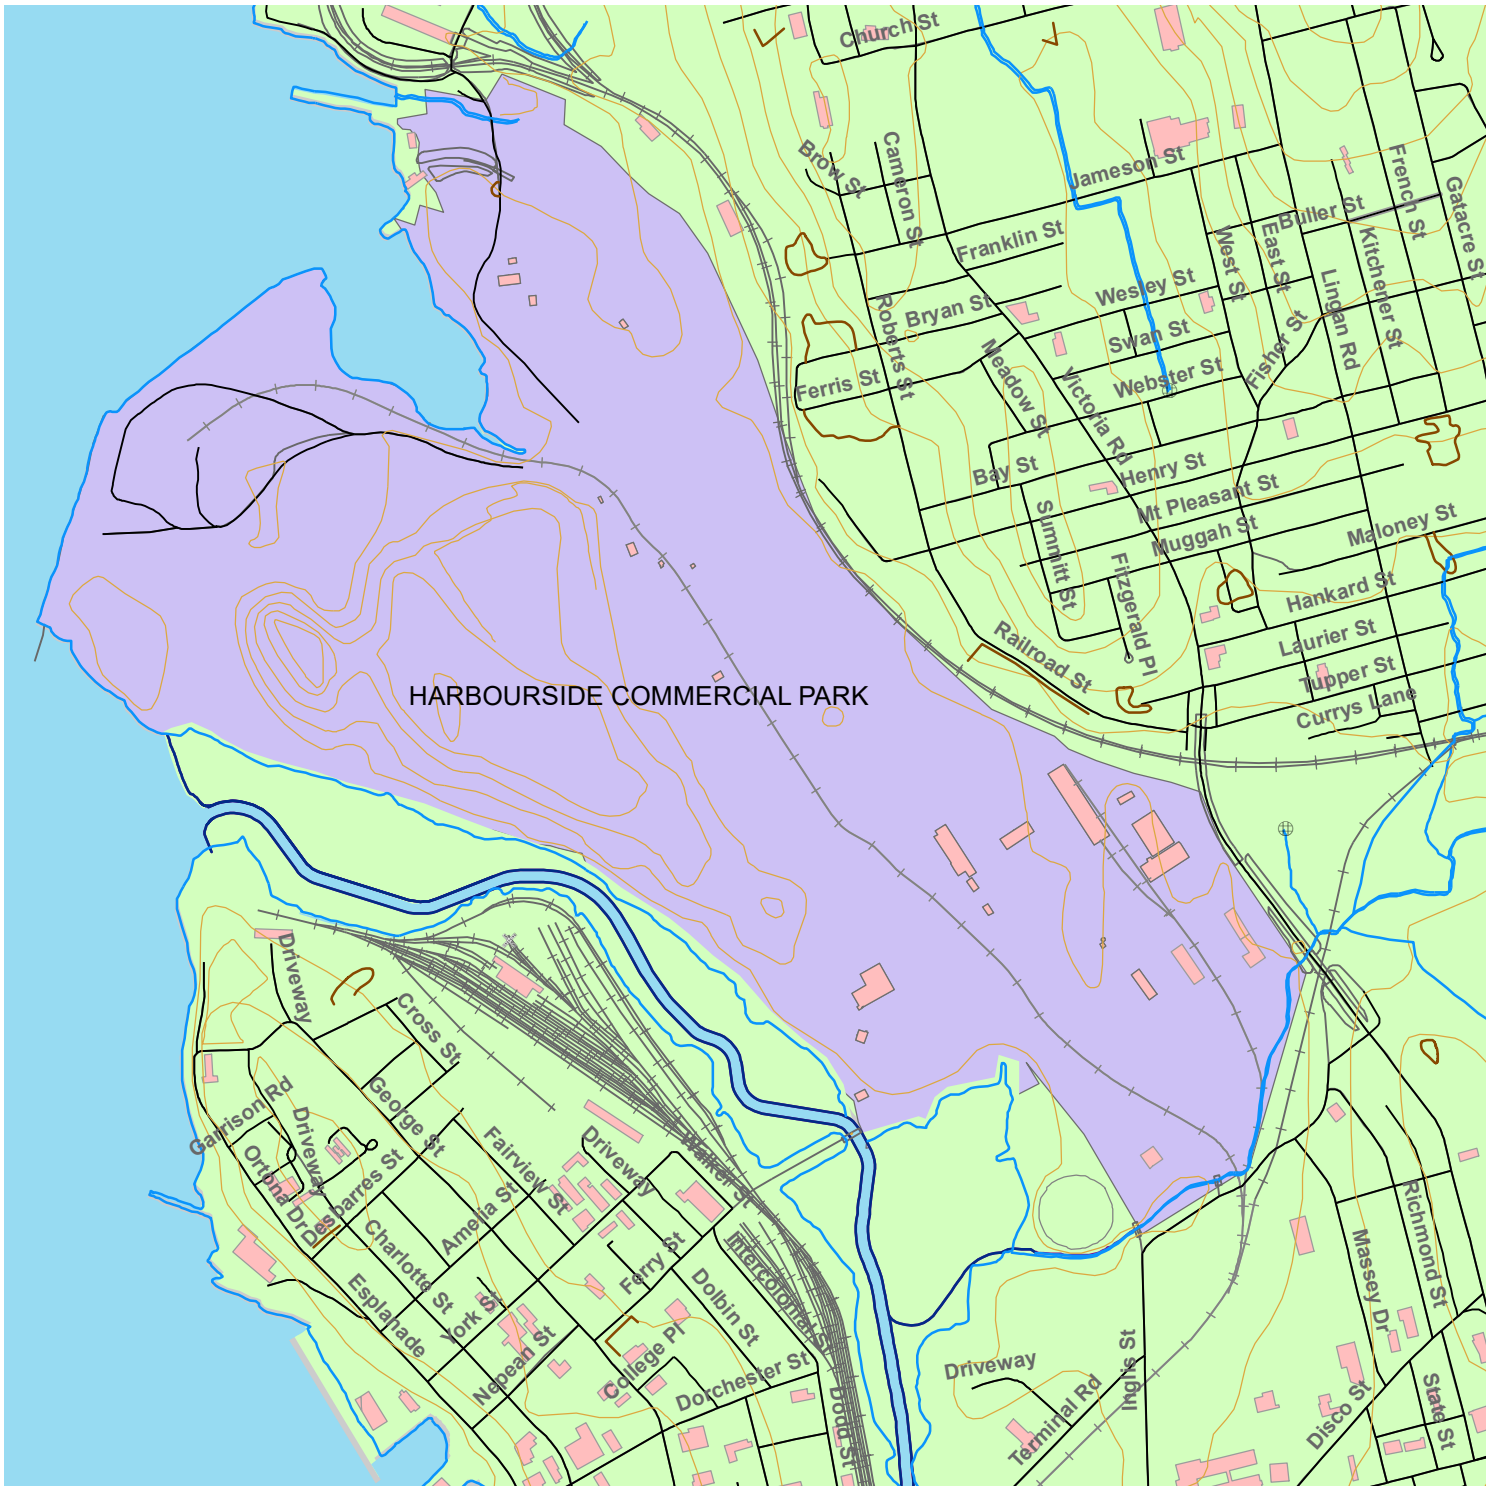 Church St
Brow St
Cameron St
Jameson St
French St
Gatacre St
Buller St
Franklin St
West St
East St
Kitchener St
Lingan Rd
Wesley St
Roberts St
Bryan St
Swan St
Fisher St
Meadow St
Victoria Rd
Webster St
Ferris St
Bay St
Henry St
Mt Pleasant St
Summitt St
Muggah St
Maloney St
Fitzgerald Pl
Hankard St
Railroad St
Laurier St
Tupper St
Currys Lane
HARBOURSIDE COMMERCIAL PARK
Driveway
Cross St
Garrison Rd
Driveway
George St
Ortona Dr
Desbarres St
Fairview St
Driveway
Walker St
Amelia St
Charlotte St
Esplanade
York St
Ferry St
Intercolonial St
Dolbin St
Nepean St
College Pl
Dorchester St
Dodd St
Driveway
Terminal Rd
Inglis St
Massey Dr
Richmond St
Disco St
State St